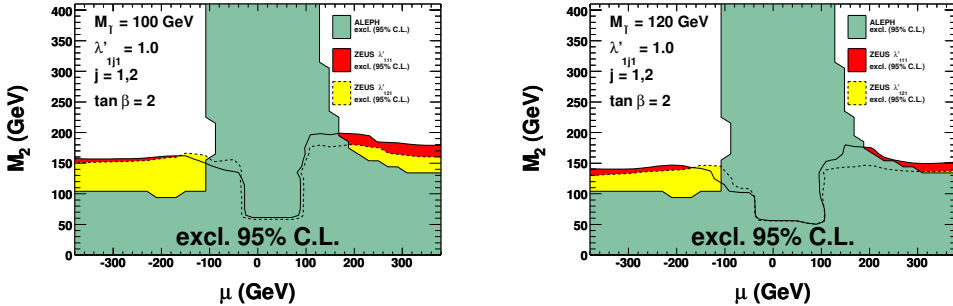 M₂ (GeV)
400
350
300
250
200
150
100
50
0
M_T̃ = 100 GeV
λ'₁ⱼ₁ = 1.0
j = 1,2
tan β = 2
ALEPH
excl. (95% C.L.)
ZEUS λ'₁₁₁
excl. (95% C.L.)
ZEUS λ'₁₂₁
excl. (95% C.L.)
excl. 95% C.L.
-300 -200 -100 0 100 200 300
μ (GeV)
M₂ (GeV)
400
350
300
250
200
150
100
50
0
M_T̃ = 120 GeV
λ'₁ⱼ₁ = 1.0
j = 1,2
tan β = 2
ALEPH
excl. (95% C.L.)
ZEUS λ'₁₁₁
excl. (95% C.L.)
ZEUS λ'₁₂₁
excl. (95% C.L.)
excl. 95% C.L.
-300 -200 -100 0 100 200 300
μ (GeV)